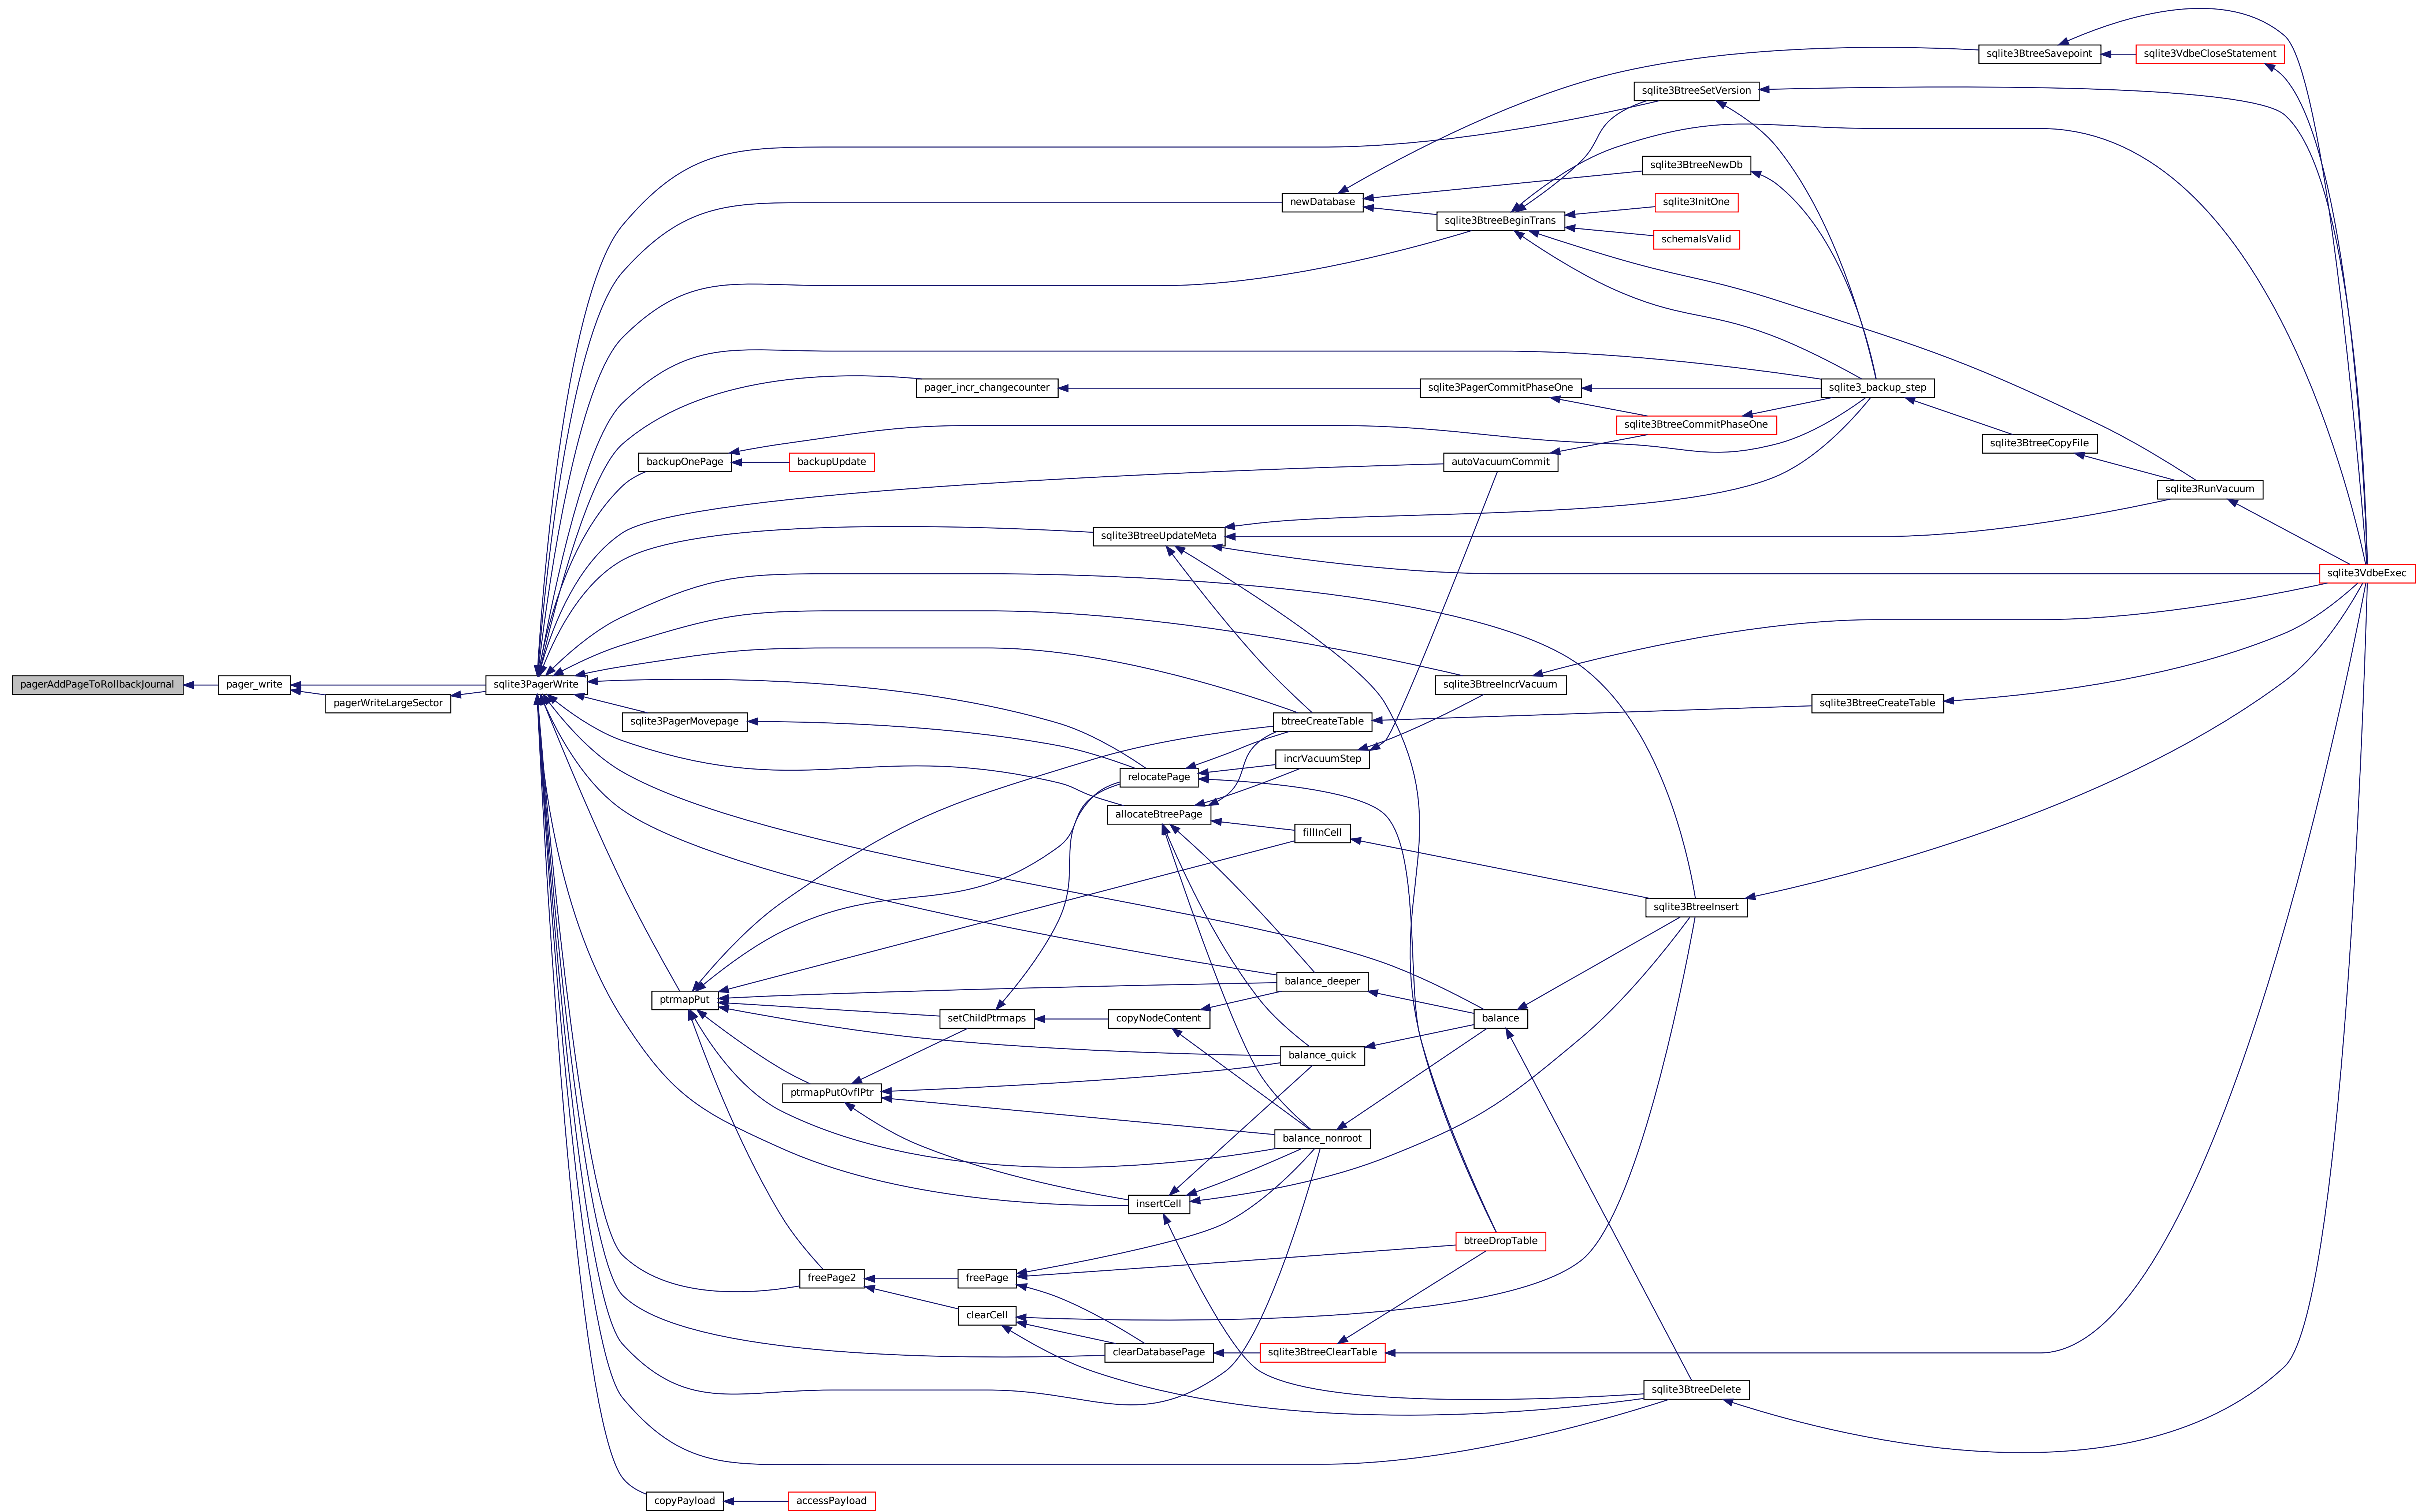 sqlite3BtreeSavepoint
sqlite3VdbeCloseStatement
sqlite3BtreeSetVersion
sqlite3BtreeNewDb
newDatabase
sqlite3InitOne
sqlite3BtreeBeginTrans
schemaIsValid
pager_incr_changecounter
sqlite3PagerCommitPhaseOne
sqlite3_backup_step
sqlite3BtreeCommitPhaseOne
sqlite3BtreeCopyFile
backupOnePage
backupUpdate
autoVacuumCommit
sqlite3RunVacuum
sqlite3BtreeUpdateMeta
sqlite3VdbeExec
pagerAddPageToRollbackJournal
pager_write
sqlite3PagerWrite
sqlite3BtreeIncrVacuum
pagerWriteLargeSector
sqlite3BtreeCreateTable
sqlite3PagerMovepage
btreeCreateTable
incrVacuumStep
relocatePage
allocateBtreePage
fillInCell
sqlite3BtreeInsert
balance_deeper
ptrmapPut
setChildPtrmaps
copyNodeContent
balance
balance_quick
ptrmapPutOvflPtr
balance_nonroot
insertCell
btreeDropTable
freePage2
freePage
clearCell
clearDatabasePage
sqlite3BtreeClearTable
sqlite3BtreeDelete
copyPayload
accessPayload